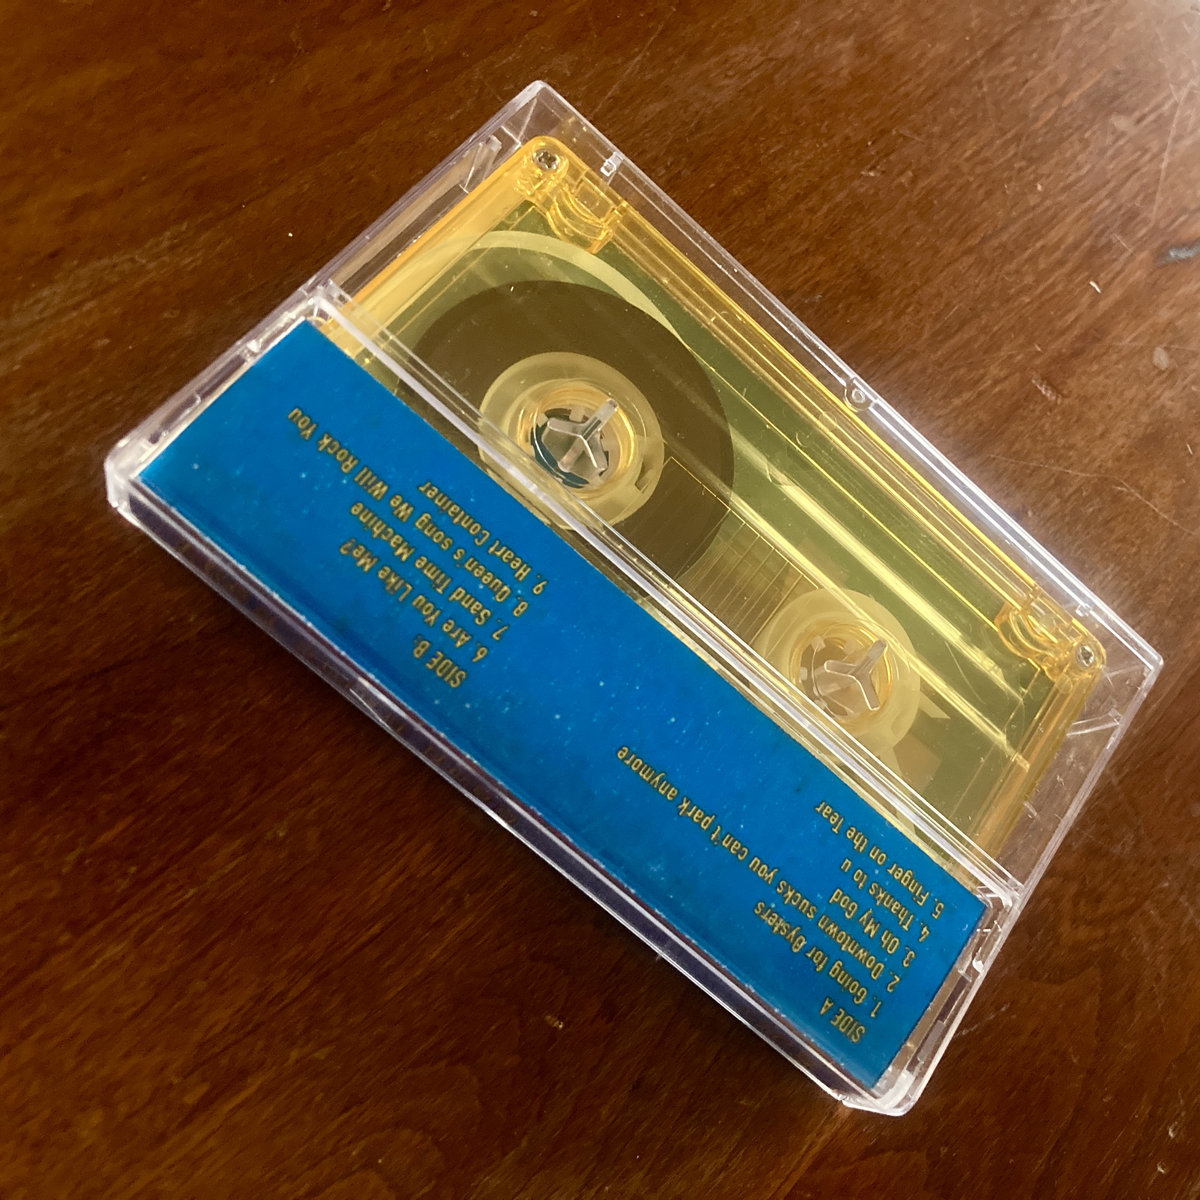 SIDE A
1. Going for Oysters
2. Downtown sucks you can't park anymore
3. Oh My God
4. Thanks to u
5. Finger on the Tear
SIDE B.
6. Are You Like Me?
7. Sand Time Machine
8. Queen's song We Will Rock You
9. Heart Container